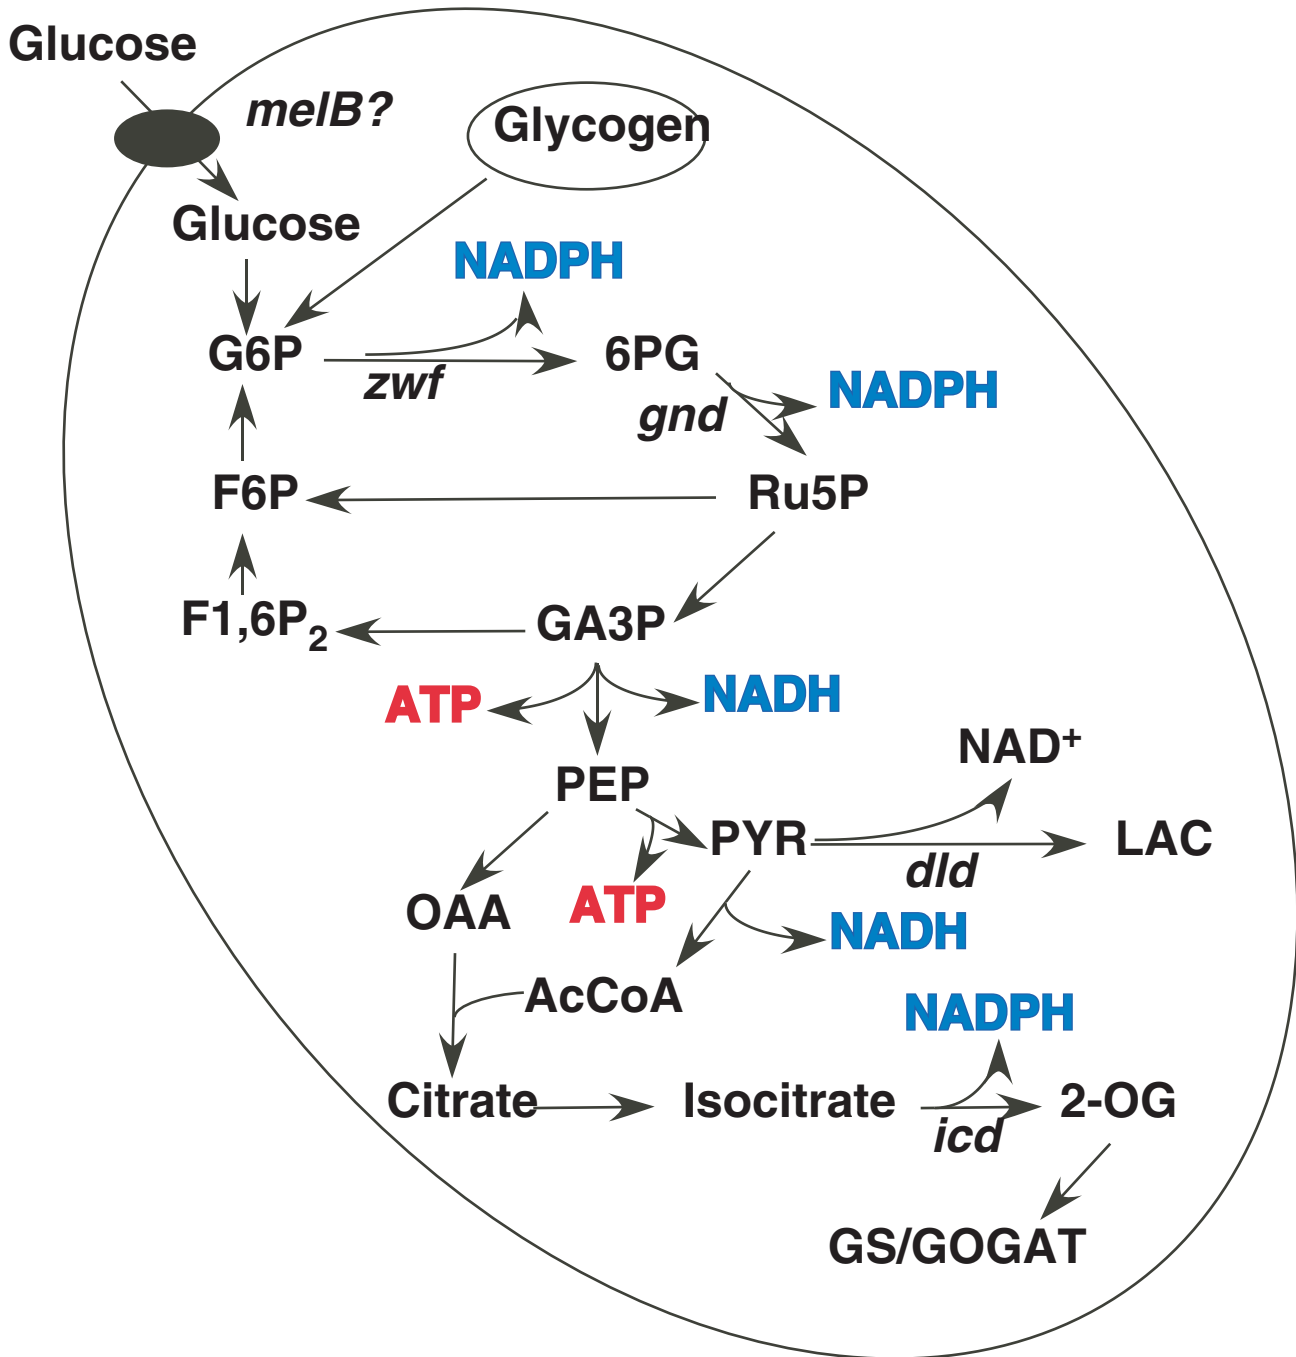 Glucose
melB?
Glycogen
Glucose
NADPH
G6P
6PG
zwf
NADPH
gnd
F6P
Ru5P
F1,6P₂
GA3P
ATP
NADH
NAD⁺
PEP
PYR
LAC
dld
OAA
ATP
NADH
AcCoA
NADPH
Citrate
Isocitrate
2-OG
icd
GS/GOGAT